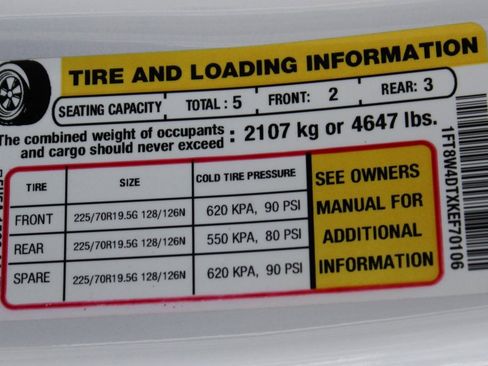 TIRE AND LOADING INFORMATION
SEATING CAPACITY TOTAL : 5 FRONT: 2 REAR: 3
The combined weight of occupants
and cargo should never exceed : 2107 kg or 4647 lbs.
TIRE SIZE COLD TIRE PRESSURE
FRONT 225/70R19.5G 128/126N 620 KPA, 90 PSI
REAR 225/70R19.5G 128/126N 550 KPA, 80 PSI
SPARE 225/70R19.5G 128/126N 620 KPA, 90 PSI
SEE OWNERS
MANUAL FOR
ADDITIONAL
INFORMATION
1FT8W4DTXKEF70106